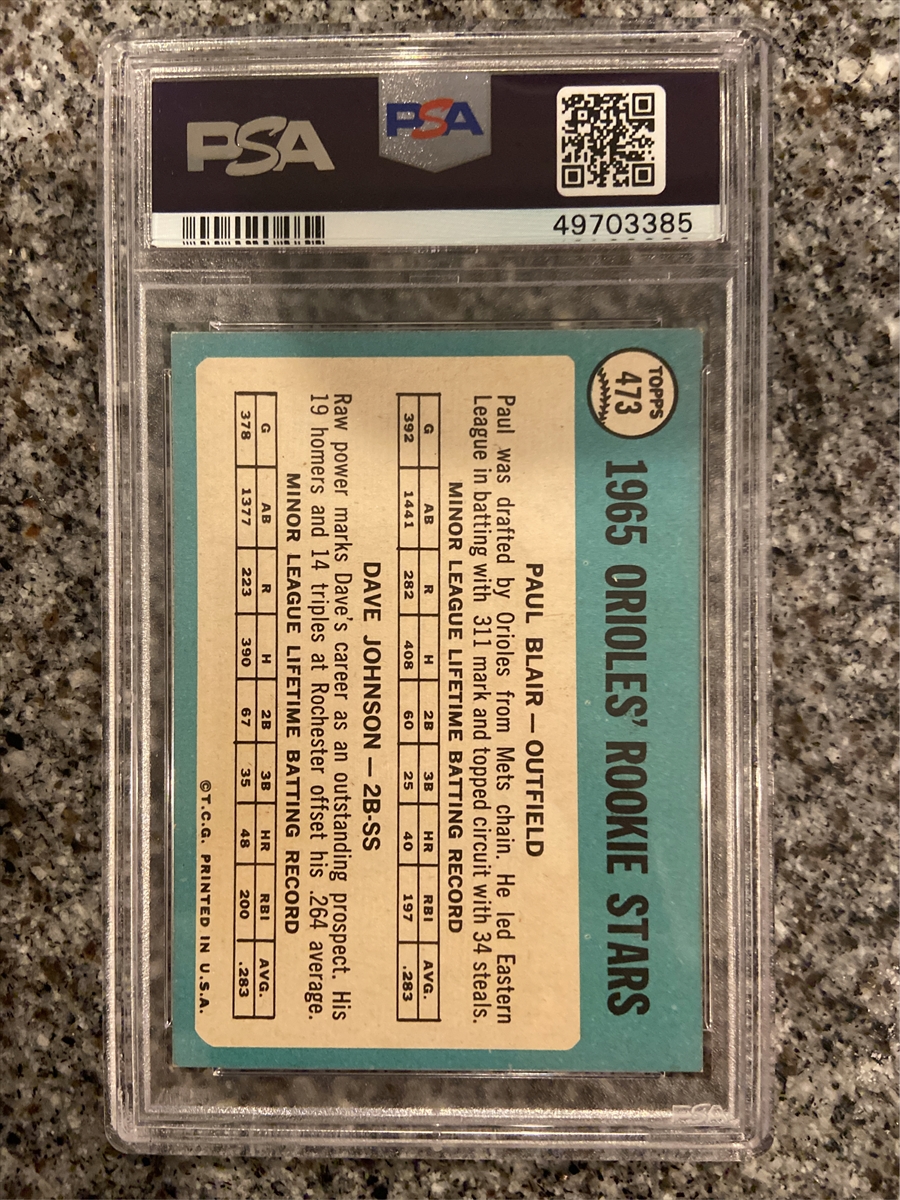 PSA
PSA
49703385
TOPPS
473
1965 ORIOLES' ROOKIE STARS
PAUL BLAIR — OUTFIELD
Paul was drafted by Orioles from Mets chain. He led Eastern
League in batting with 311 mark and topped circuit with 34 steals.
MINOR LEAGUE LIFETIME BATTING RECORD
G AB R H 2B 3B HR RBI AVG.
392 1441 282 408 60 25 40 197 .283
DAVE JOHNSON — 2B-SS
Raw power marks Dave's career as an outstanding prospect. His
19 homers and 14 triples at Rochester offset his .264 average.
MINOR LEAGUE LIFETIME BATTING RECORD
G AB R H 2B 3B HR RBI AVG.
378 1377 223 390 67 35 48 200 .283
©T.C.G. PRINTED IN U.S.A.
PSA